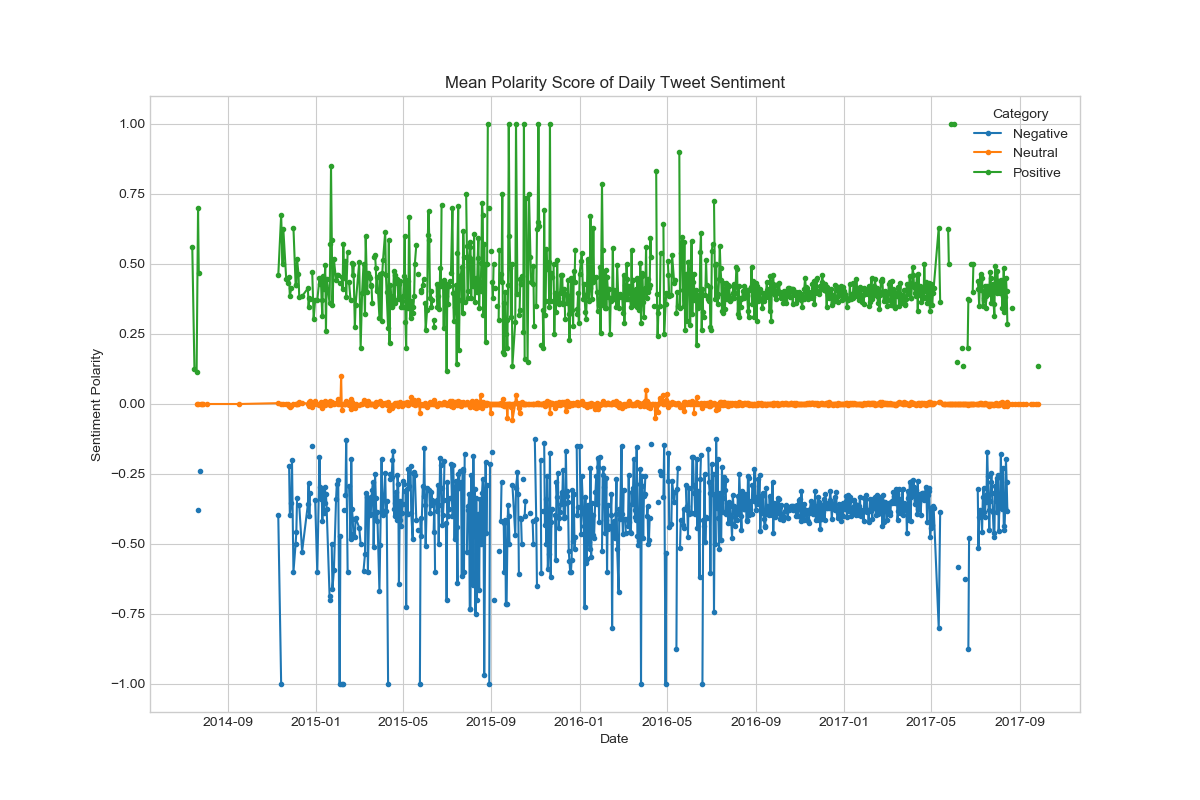 Mean Polarity Score of Daily Tweet Sentiment
Category
Negative
Neutral
Positive
Sentiment Polarity
1.00
0.75
0.50
0.25
0.00
−0.25
−0.50
−0.75
−1.00
2014-09 2015-01 2015-05 2015-09 2016-01 2016-05 2016-09 2017-01 2017-05 2017-09
Date